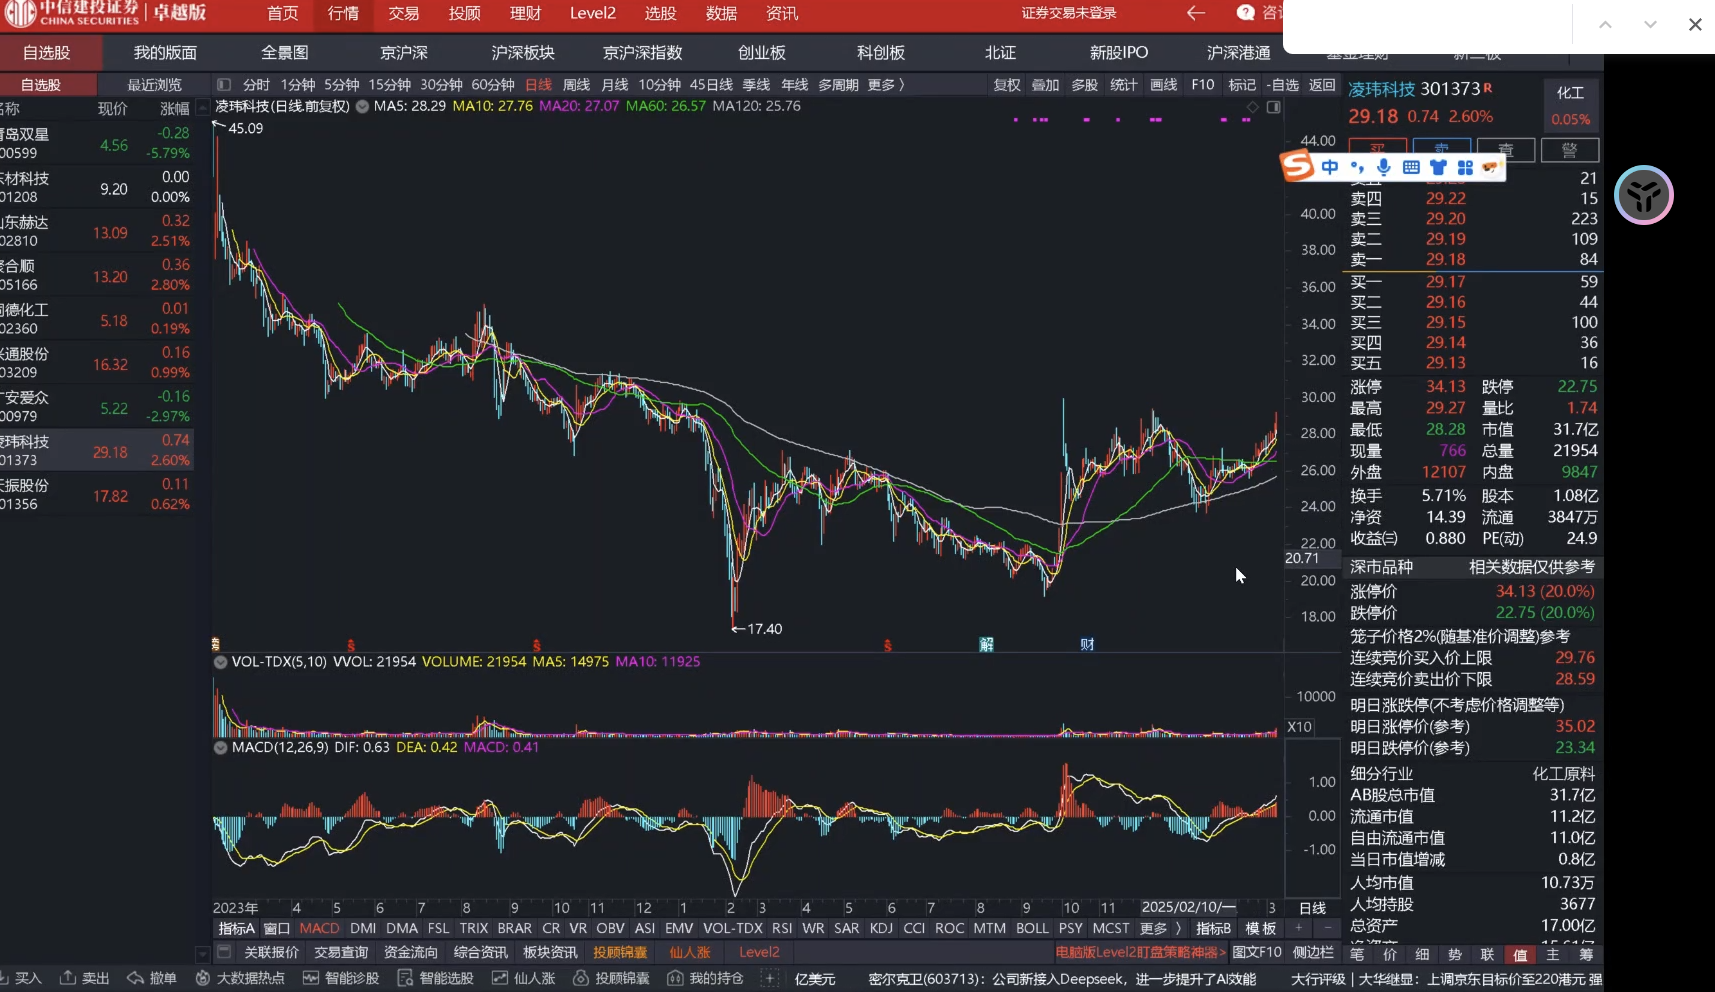 中信建投证券 CHINA SECURITIES 卓越版 首页 行情 交易 投顾 理财 Level2 选股 数据 资讯 证券交易未登录
自选股 我的版面 全景图 京沪深 沪深板块 京沪深指数 创业板 科创板 北证 新股IPO 沪深港通
自选股 最近浏览 分时 1分钟 5分钟 15分钟 30分钟 60分钟 日线 周线 月线 10分钟 45日线 季线 年线 多周期 更多 复权 叠加 多股 统计 画线 F10 标记 -自选 返回
现价 涨幅
岛双星 00599 4.56 -0.28 -5.79%
材科技 01208 9.20 0.00 0.00%
东赫达 02810 13.09 0.32 2.51%
合顺 05166 13.20 0.36 2.80%
德化工 02360 5.18 0.01 0.19%
通股份 03209 16.32 0.16 0.99%
安爱众 00979 5.22 -0.16 -2.97%
玮科技 01373 29.18 0.74 2.60%
振股份 01356 17.82 0.11 0.62%
凌玮科技(日线.前复权) MA5: 28.29 MA10: 27.76 MA20: 27.07 MA60: 26.57 MA120: 25.76
45.09
17.40
44.00
40.00
38.00
36.00
34.00
32.00
30.00
28.00
26.00
24.00
22.00
20.71
20.00
18.00
解 财
VOL-TDX(5,10) VVOL: 21954 VOLUME: 21954 MA5: 14975 MA10: 11925
10000
X10
MACD(12,26,9) DIF: 0.63 DEA: 0.42 MACD: 0.41
1.00
0.00
-1.00
2023年 4 5 6 7 8 9 10 11 12 1 2 3 4 5 6 7 8 9 10 11 2025/02/10/一 3 日线
指标A 窗口 MACD DMI DMA FSL TRIX BRAR CR VR OBV ASI EMV VOL-TDX RSI WR SAR KDJ CCI ROC MTM BOLL PSY MCST 更多 指标B 模板 + -
关联报价 交易查询 资金流向 综合资讯 板块资讯 投顾锦囊 仙人涨 Level2 电脑版Level2盯盘策略神器> 图文F10 侧边栏 笔 价 细 势 联 值 主 筹
买入 卖出 撤单 大数据热点 智能诊股 智能选股 仙人涨 投顾锦囊 我的持仓 亿美元 密尔克卫(603713)：公司新接入Deepseek，进一步提升了AI效能 大行评级 | 大华继显：上调京东目标价至220港元 强
凌玮科技 301373 R 化工
29.18 0.74 2.60% 0.05%
警
中
21
卖四 29.22 15
卖三 29.20 223
卖二 29.19 109
卖一 29.18 84
买一 29.17 59
买二 29.16 44
买三 29.15 100
买四 29.14 36
买五 29.13 16
涨停 34.13 跌停 22.75
最高 29.27 量比 1.74
最低 28.28 市值 31.7亿
现量 766 总量 21954
外盘 12107 内盘 9847
换手 5.71% 股本 1.08亿
净资 14.39 流通 3847万
收益㈢ 0.880 PE(动) 24.9
深市品种 相关数据仅供参考
涨停价 34.13 (20.0%)
跌停价 22.75 (20.0%)
笼子价格2%(随基准价调整)参考
连续竞价买入价上限 29.76
连续竞价卖出价下限 28.59
明日涨跌停(不考虑价格调整等)
明日涨停价(参考) 35.02
明日跌停价(参考) 23.34
细分行业 化工原料
AB股总市值 31.7亿
流通市值 11.2亿
自由流通市值 11.0亿
当日市值增减 0.8亿
人均市值 10.73万
人均持股 3677
总资产 17.00亿